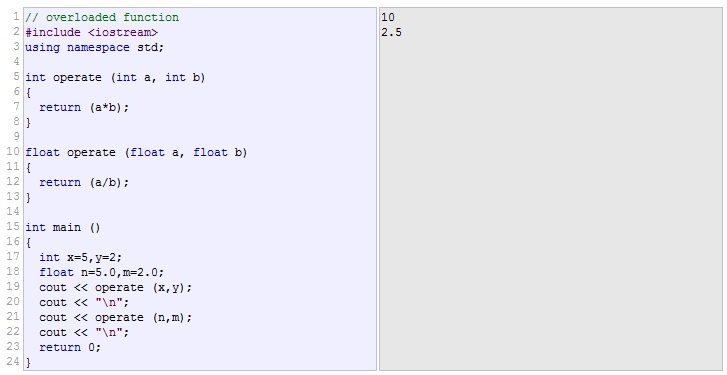 1 // overloaded function
2 #include <iostream>
3 using namespace std;
4
5 int operate (int a, int b)
6 {
7   return (a*b);
8 }
9
10 float operate (float a, float b)
11 {
12   return (a/b);
13 }
14
15 int main ()
16 {
17   int x=5,y=2;
18   float n=5.0,m=2.0;
19   cout << operate (x,y);
20   cout << "\n";
21   cout << operate (n,m);
22   cout << "\n";
23   return 0;
24 }
10
2.5